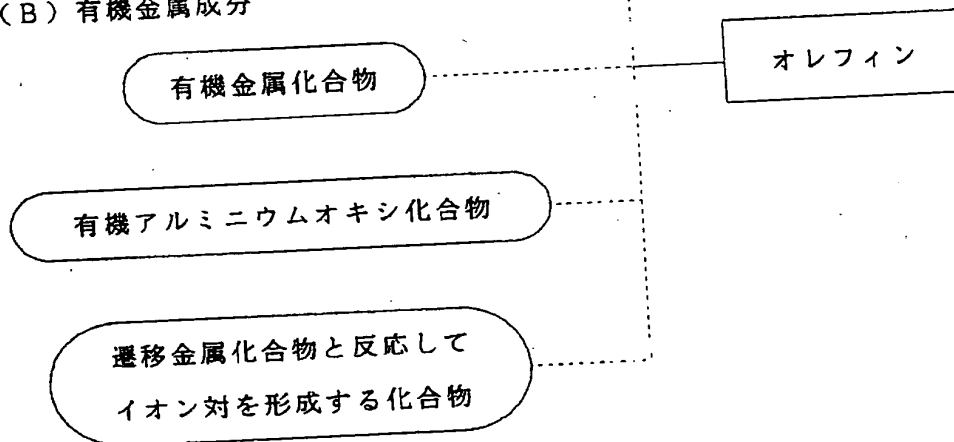 (B) 有機金属成分
有機金属化合物
オレフィン
有機アルミニウムオキシ化合物
遷移金属化合物と反応して
イオン対を形成する化合物